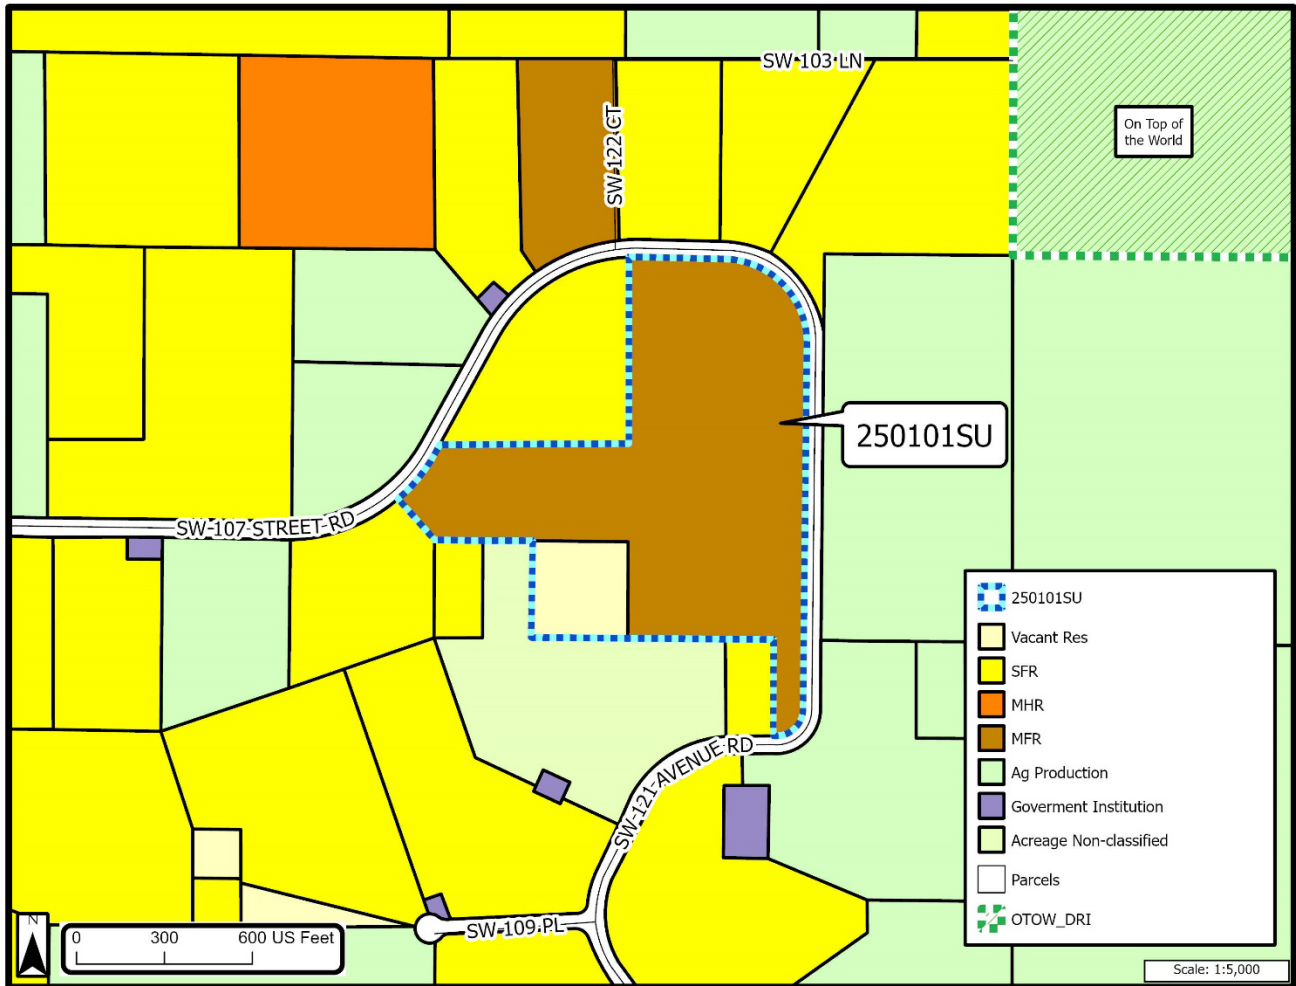 SW 103 LN
On Top of
the World
SW 122 CT
250101SU
SW 107 STREET RD
250101SU
Vacant Res
SFR
MHR
MFR
Ag Production
Goverment Institution
Acreage Non-classified
Parcels
OTOW_DRI
SW 121 AVENUE RD
SW 109 PL
N
0 300 600 US Feet
Scale: 1:5,000